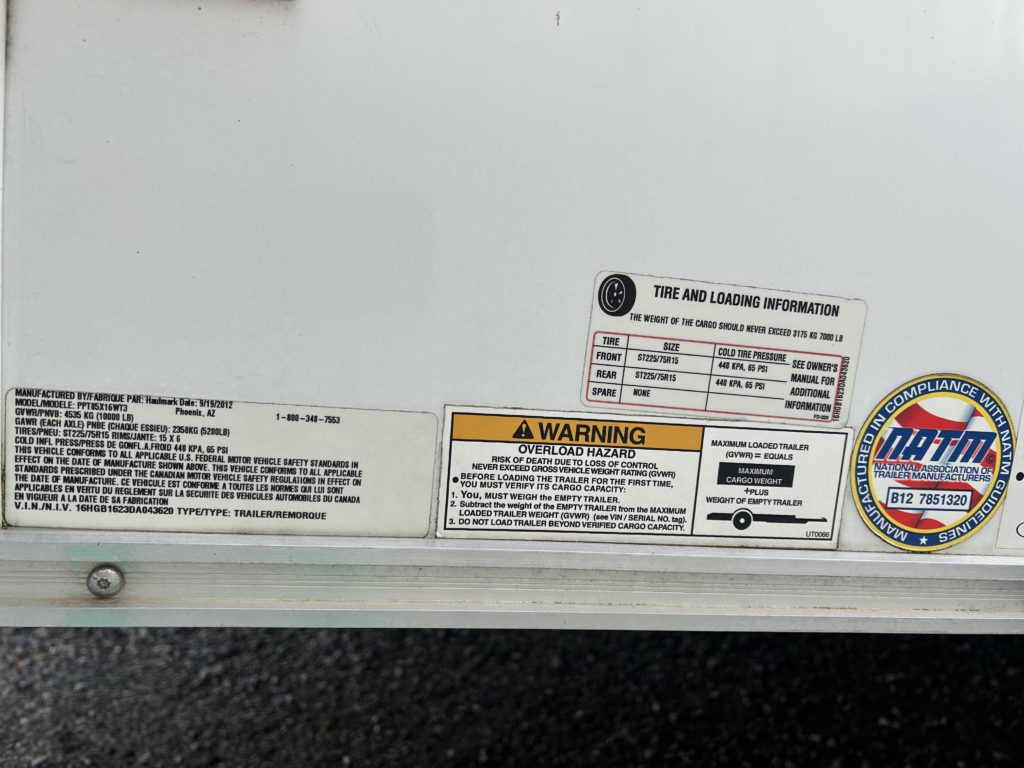 MANUFACTURED BY/FABRIQUE PAR: Haulmark Date: 9/19/2012
MODEL/MODELE: PPT85X16WT3 Phoenix, AZ 1-800-348-7553
GVWR/PNVB: 4535 KG (10000 LB)
GAWR (EACH AXLE) PNBE (CHAQUE ESSIEU): 2358KG (5200LB)
TIRES/PNEU: ST225/75R15 RIMS/JANTE: 15 X 6
COLD INFL PRESS/PRESS DE GONFL A.FROID 448 KPA, 65 PSI
THIS VEHICLE CONFORMS TO ALL APPLICABLE U.S. FEDERAL MOTOR VEHICLE SAFETY STANDARDS IN
EFFECT ON THE DATE OF MANUFACTURE SHOWN ABOVE. THIS VEHICLE CONFORMS TO ALL APPLICABLE
STANDARDS PRESCRIBED UNDER THE CANADIAN MOTOR VEHICLE SAFETY REGULATIONS IN EFFECT ON
THE DATE OF MANUFACTURE. CE VEHICULE EST CONFORME A TOUTES LES NORMES QUI LUI SONT
APPLICABLES EN VERTU DU REGLEMENT SUR LA SECURITE DES VEHICULES AUTOMOBILES DU CANADA
EN VIGUEUR A LA DATE DE SA FABRICATION
V.I.N./N.I.V. 16HGB1623DA043620 TYPE/TYPE: TRAILER/REMORQUE
WARNING
OVERLOAD HAZARD
RISK OF DEATH DUE TO LOSS OF CONTROL
NEVER EXCEED GROSS VEHICLE WEIGHT RATING (GVWR)
• BEFORE LOADING THE TRAILER FOR THE FIRST TIME,
YOU MUST VERIFY ITS CARGO CAPACITY:
1. You, MUST weigh the EMPTY TRAILER.
2. Subtract the weight of the EMPTY TRAILER from the MAXIMUM
LOADED TRAILER WEIGHT (GVWR) (see VIN / SERIAL NO. tag).
3. DO NOT LOAD TRAILER BEYOND VERIFIED CARGO CAPACITY.
MAXIMUM LOADED TRAILER
(GVWR) = EQUALS
MAXIMUM
CARGO WEIGHT
+PLUS
WEIGHT OF EMPTY TRAILER
UT0066
TIRE AND LOADING INFORMATION
THE WEIGHT OF THE CARGO SHOULD NEVER EXCEED 3175 KG 7000 LB
TIRE SIZE COLD TIRE PRESSURE
FRONT ST225/75R15 448 KPA, 65 PSI
REAR ST225/75R15 448 KPA, 65 PSI
SPARE NONE
SEE OWNER'S
MANUAL FOR
ADDITIONAL
INFORMATION
16HGB1623DA043620
MANUFACTURED IN COMPLIANCE WITH NATM GUIDELINES
NATM®
NATIONAL ASSOCIATION OF
TRAILER MANUFACTURERS
B12 7851320